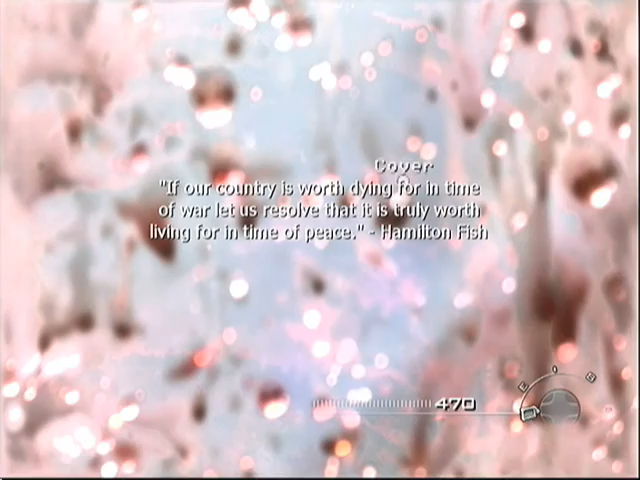 Cover
"If our country is worth dying for in time
of war let us resolve that it is truly worth
living for in time of peace." - Hamilton Fish
470